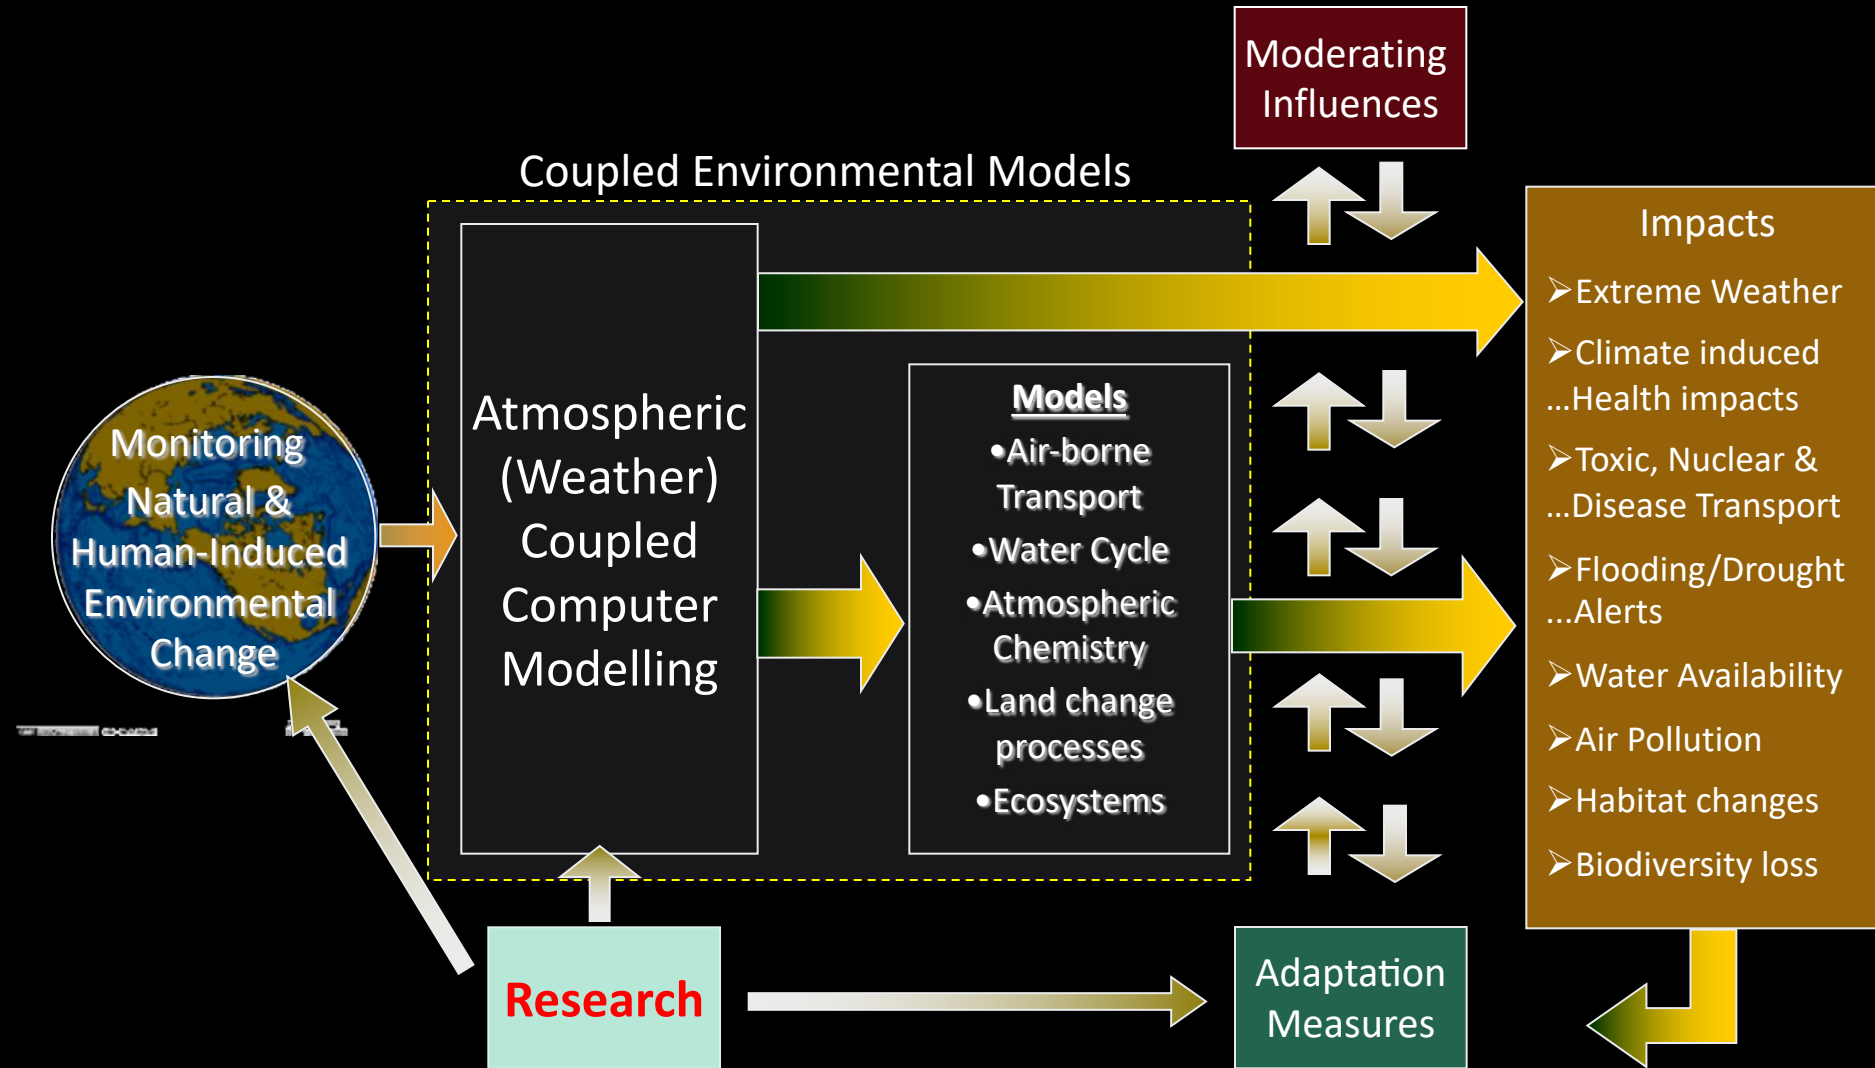 Moderating
Influences
Coupled Environmental Models
Monitoring
Natural &
Human-Induced
Environmental
Change
Atmospheric
(Weather)
Coupled
Computer
Modelling
Models
•Air-borne
Transport
•Water Cycle
•Atmospheric
Chemistry
•Land change
processes
•Ecosystems
Impacts
➢Extreme Weather
➢Climate induced
…Health impacts
➢Toxic, Nuclear &
…Disease Transport
➢Flooding/Drought
…Alerts
➢Water Availability
➢Air Pollution
➢Habitat changes
➢Biodiversity loss
Research
Adaptation
Measures